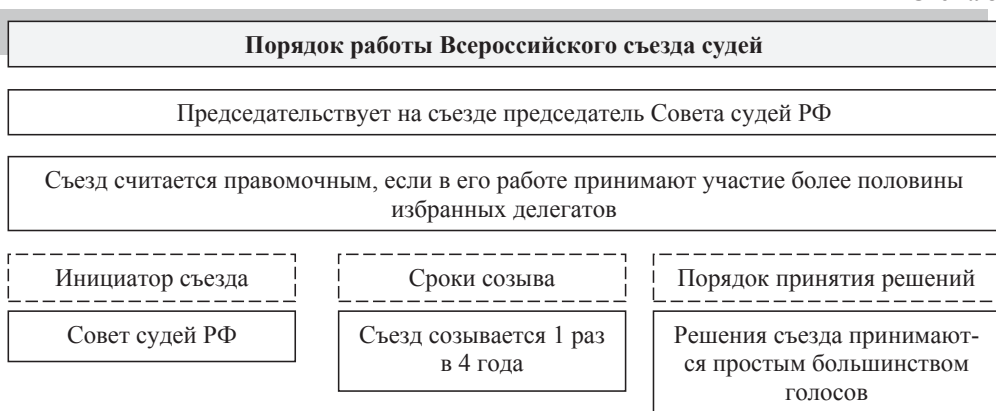 Порядок работы Всероссийского съезда судей
Председательствует на съезде председатель Совета судей РФ
Съезд считается правомочным, если в его работе принимают участие более половины
избранных делегатов
Инициатор съезда
Сроки созыва
Порядок принятия решений
Совет судей РФ
Съезд созывается 1 раз
в 4 года
Решения съезда принимают-
ся простым большинством
голосов